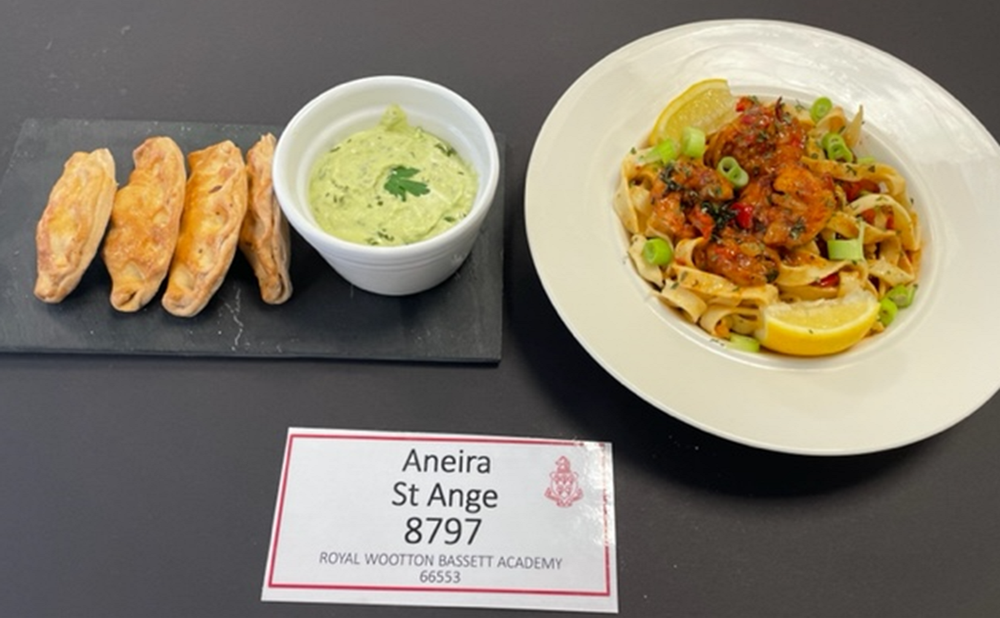 Aneira
St Ange
8797
ROYAL WOOTTON BASSETT ACADEMY
66553